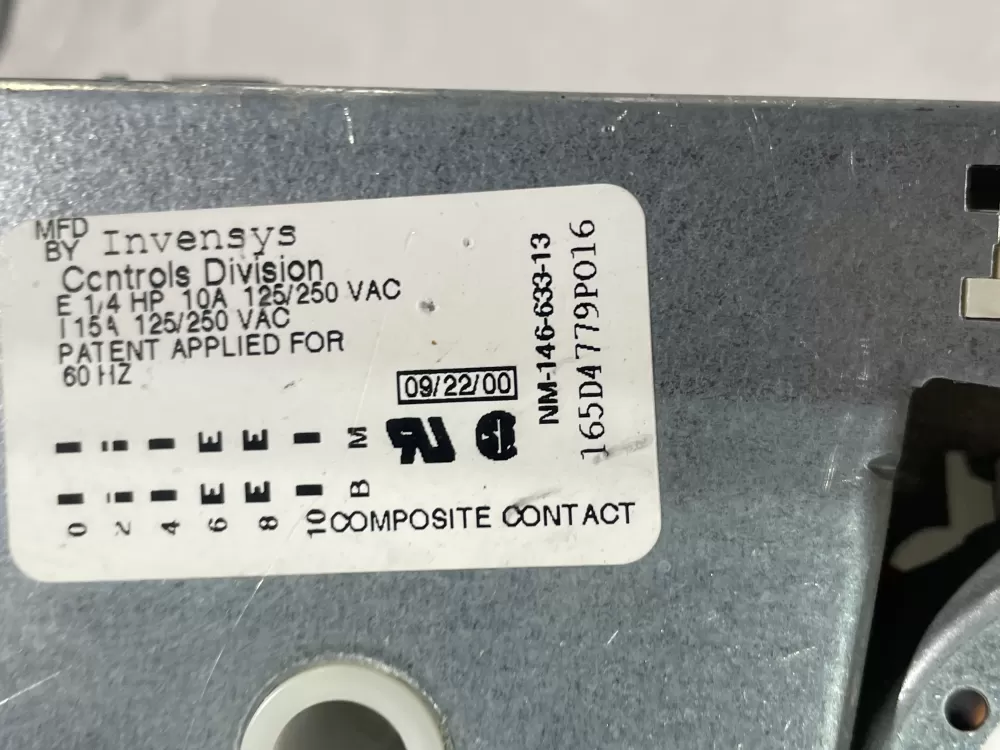 MFD
BY Invensys
Controls Division
E 1/4 HP 10A 125/250 VAC
I 15A 125/250 VAC
PATENT APPLIED FOR
60 HZ
09/22/00
NM-146-633-13
165D4779P016
I I I E E I M
I I I E E I B
0 2 4 6 8 10
COMPOSITE CONTACT